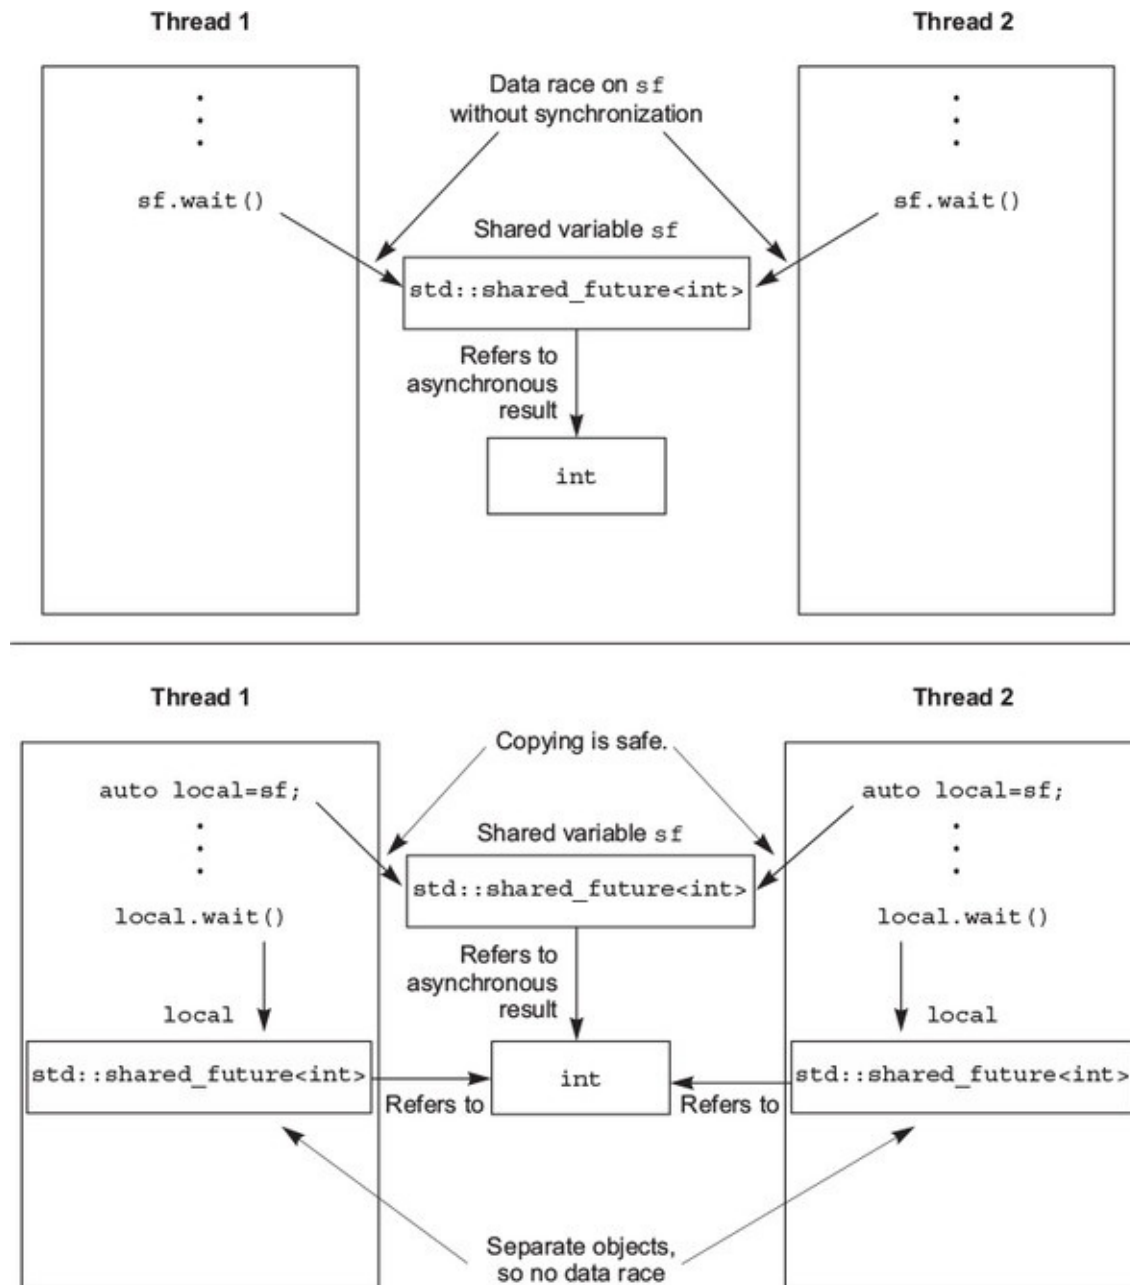 Thread 1
Thread 2
Data race on sf
without synchronization
sf.wait()
sf.wait()
Shared variable sf
std::shared_future<int>
Refers to
asynchronous
result
int
Thread 1
Thread 2
Copying is safe.
auto local=sf;
auto local=sf;
Shared variable sf
std::shared_future<int>
local.wait()
local.wait()
Refers to
asynchronous
result
local
local
std::shared_future<int>
int
std::shared_future<int>
Refers to
Refers to
Separate objects,
so no data race